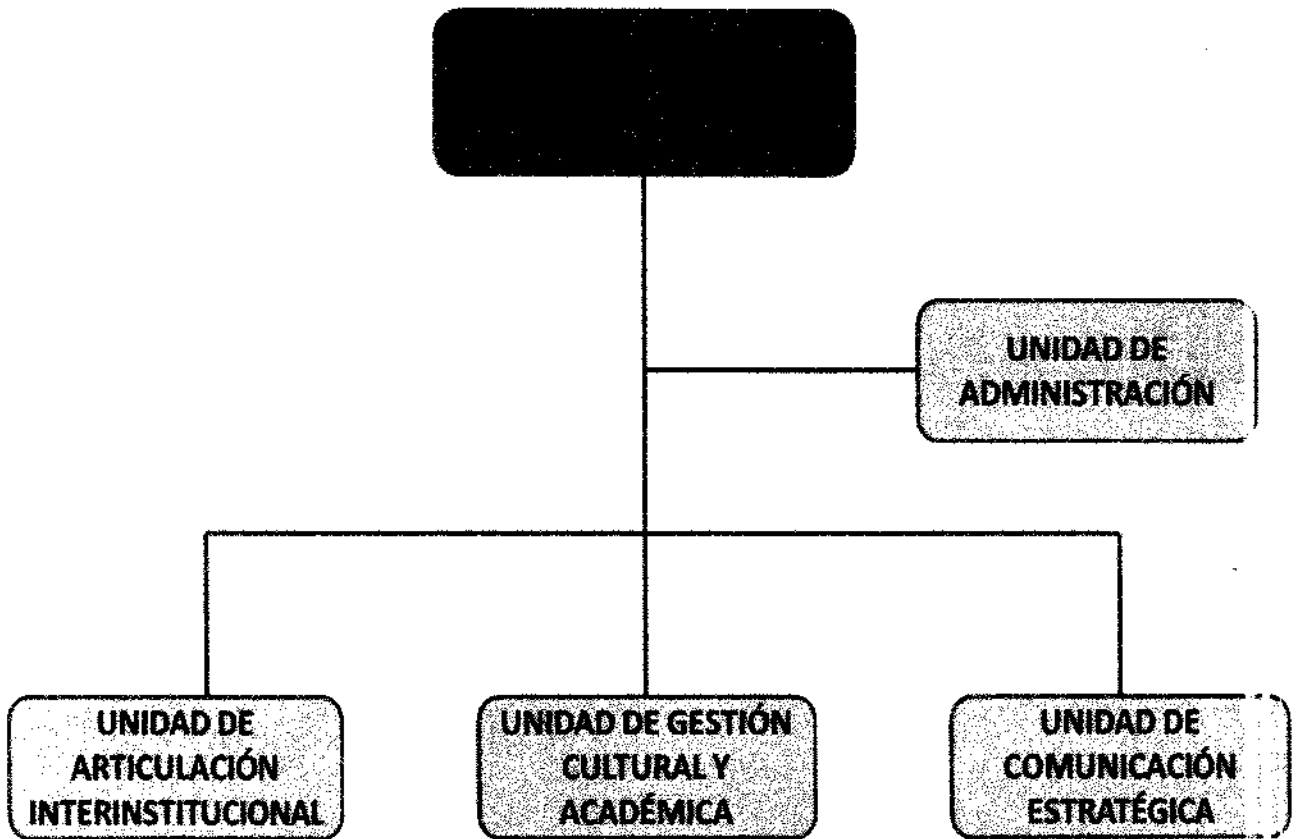 UNIDAD DE
ADMINISTRACIÓN
UNIDAD DE
ARTICULACIÓN
INTERINSTITUCIONAL
UNIDAD DE GESTIÓN
CULTURAL Y
ACADÉMICA
UNIDAD DE
COMUNICACIÓN
ESTRATÉGICA